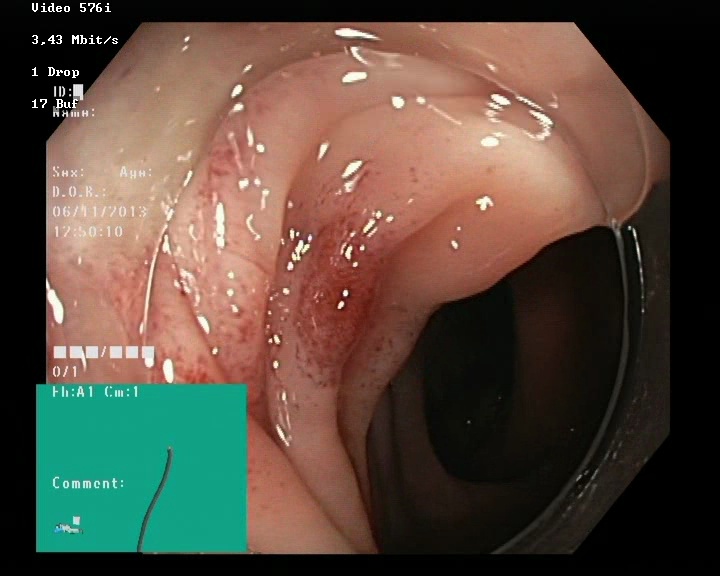 Video 576i
3,43 Mbit/s
1 Drop
ID:
17 Buf
Name:
Sex: Age:
D.O.B.:
06/11/2013
12:50:10
0/1
Ph:A1 Cm:1
Comment: